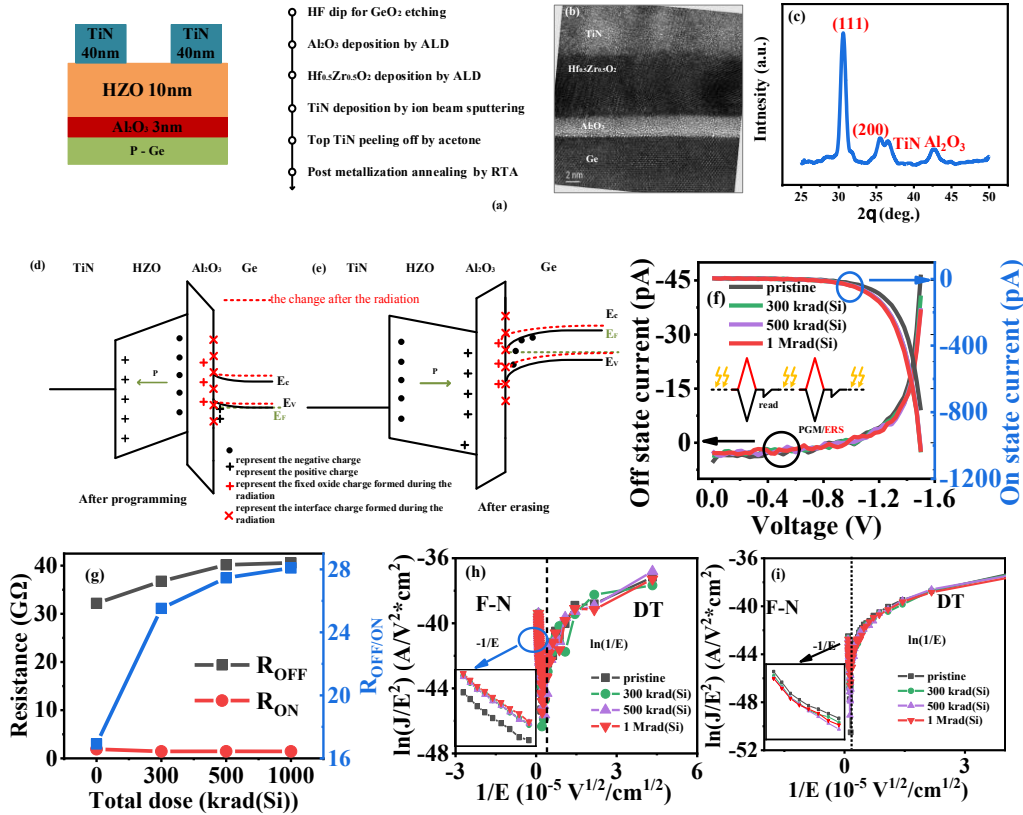 TiN
40nm
TiN
40nm
HZO 10nm
Al₂O₃ 3nm
P - Ge
HF dip for GeO₂ etching
Al₂O₃ deposition by ALD
Hf₀.₅Zr₀.₅O₂ deposition by ALD
TiN deposition by ion beam sputtering
Top TiN peeling off by acetone
Post metallization annealing by RTA
(a)
(b)
TiN
Hf₀.₅Zr₀.₅O₂
Al₂O₃
Ge
2 nm
(c)
Intnesity (a.u.)
(111)
(200)
TiN Al₂O₃
25 30 35 40 45 50
2q (deg.)
(d)
TiN HZO Al₂O₃ Ge
the change after the radiation
P
Ec
Ev
EF
After programming
represent the negative charge
represent the positive charge
represent the fixed oxide charge formed during the
radiation
represent the interface charge formed during the
radiation
(e)
TiN HZO Al₂O₃ Ge
P
Ec
EF
Ev
After erasing
(f)
Off state current (pA)
-45
-30
-15
0
pristine
300 krad(Si)
500 krad(Si)
1 Mrad(Si)
read
PGM/ERS
0.0 -0.4 -0.8 -1.2 -1.6
Voltage (V)
0
-300
-600
-900
-1200
On state current (pA)
(g)
Resistance (GΩ)
40
30
20
10
0
R_OFF
R_ON
0 300 500 1000
Total dose (krad(Si))
28
24
20
16
R_OFF/ON
(h)
ln(J/E²) (A/V²*cm²)
-36
-40
-44
-48
F-N
DT
-1/E
ln(1/E)
pristine
300 krad(Si)
500 krad(Si)
1 Mrad(Si)
-3 0 3 6
1/E (10⁻⁵ V¹/²/cm¹/²)
(i)
ln(J/E²) (A/V²*cm²)
-36
-40
-44
-48
-52
F-N
DT
-1/E
ln(1/E)
pristine
300 krad(Si)
500 krad(Si)
1 Mrad(Si)
0 3
1/E (10⁻⁵ V¹/²/cm¹/²)